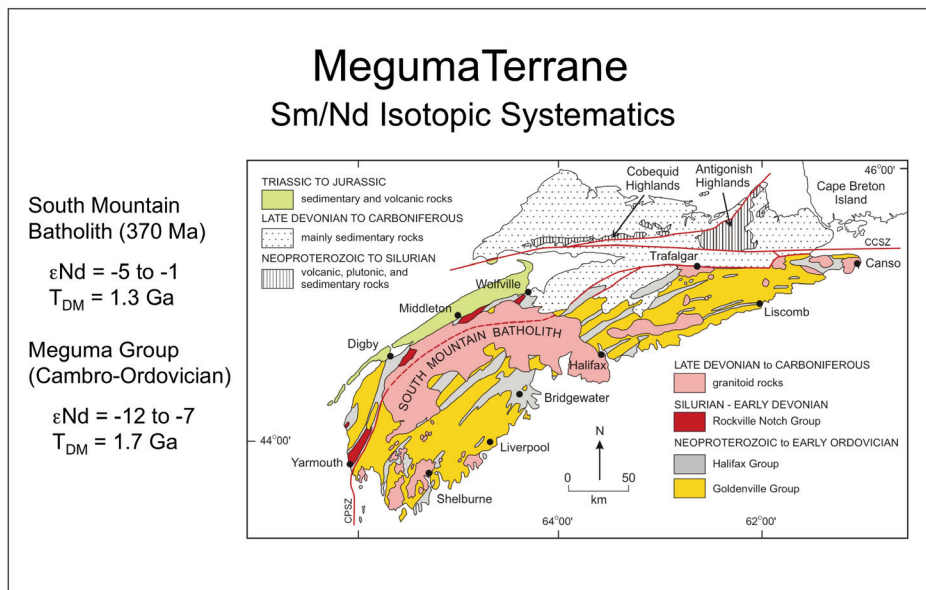 MegumaTerrane
Sm/Nd Isotopic Systematics
South Mountain
Batholith (370 Ma)
εNd = -5 to -1
TDM = 1.3 Ga
Meguma Group
(Cambro-Ordovician)
εNd = -12 to -7
TDM = 1.7 Ga
TRIASSIC TO JURASSIC
sedimentary and volcanic rocks
LATE DEVONIAN TO CARBONIFEROUS
mainly sedimentary rocks
NEOPROTEROZOIC TO SILURIAN
volcanic, plutonic, and
sedimentary rocks
Cobequid
Highlands
Antigonish
Highlands
46°00'
Cape Breton
Island
CCSZ
Trafalgar
Canso
Wolfville
Middleton
Liscomb
Digby
SOUTH MOUNTAIN BATHOLITH
Halifax
Bridgewater
44°00'
Liverpool
Yarmouth
Shelburne
CPSZ
N
0 50
km
LATE DEVONIAN to CARBONIFEROUS
granitoid rocks
SILURIAN - EARLY DEVONIAN
Rockville Notch Group
NEOPROTEROZOIC to EARLY ORDOVICIAN
Halifax Group
Goldenville Group
64°00'
62°00'